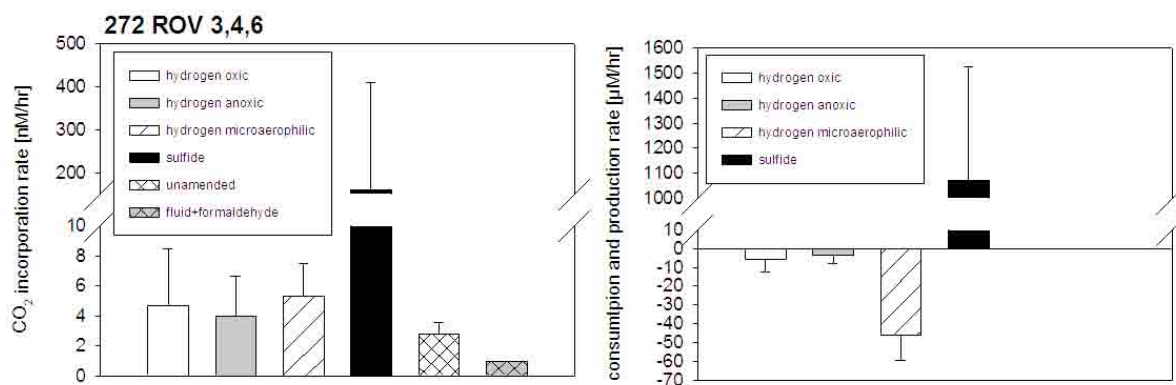 272 ROV 3,4,6
CO2 incorporation rate [nM/hr]
500
400
300
200
10
8
6
4
2
0
hydrogen oxic
hydrogen anoxic
hydrogen microaerophilic
sulfide
unamended
fluid+formaldehyde
consumtpion and production rate [µM/hr]
1600
1500
1400
1300
1200
1100
1000
10
0
-10
-20
-30
-40
-50
-60
-70
hydrogen oxic
hydrogen anoxic
hydrogen microaerophilic
sulfide